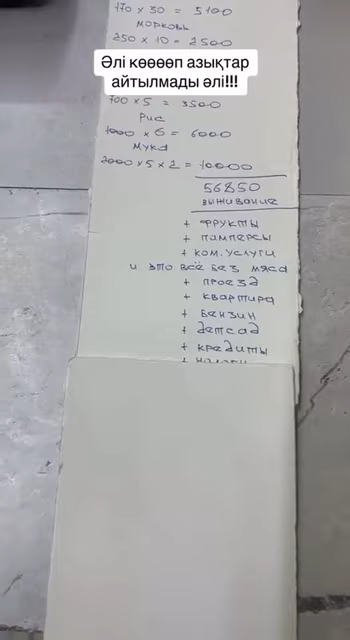 170 × 30 = 5100
морковь
250 × 10 = 2500
Әлі көөөөп азықтар
айтылмады әлі!!!
700 × 5 = 3500
Рис
1000 × 6 = 6000
Мука
2000 × 5 × 2 = 10000
56850
выживание
+ фрукты
+ памперсы
+ ком. услуги
и это всё без мяса
+ проезд
+ квартира
+ бензин
+ детсад
+ кредиты